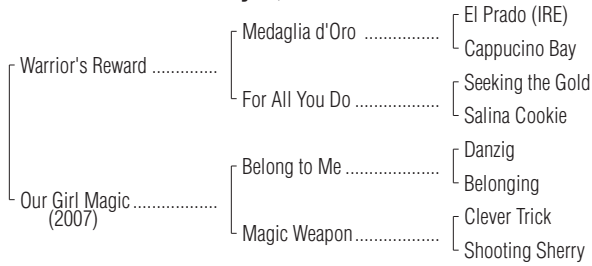 El Prado (IRE)
Medaglia d'Oro ................
Cappucino Bay
Warrior's Reward ..............
Seeking the Gold
For All You Do ..................
Salina Cookie
Danzig
Belong to Me ....................
Belonging
Our Girl Magic ..................
(2007)
Clever Trick
Magic Weapon ..................
Shooting Sherry